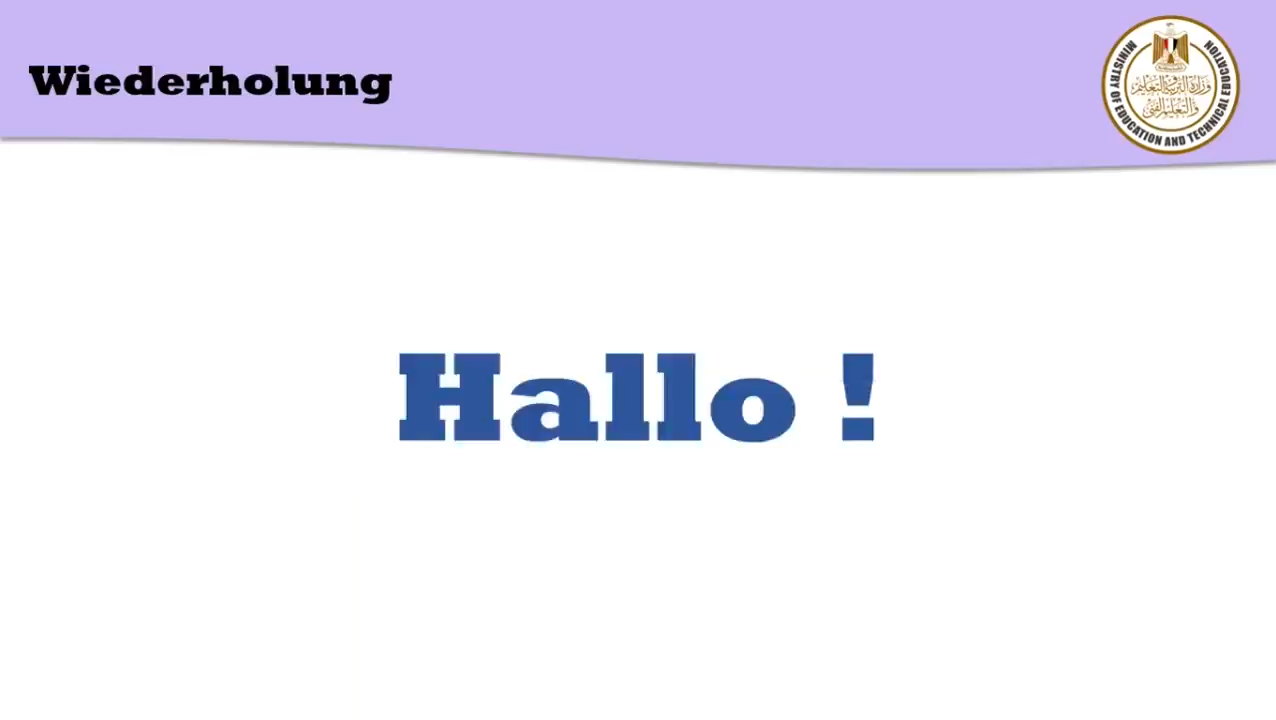 Wiederholung
وزارة التربية والتعليم
والتعليم الفني
MINISTRY OF EDUCATION AND TECHNICAL EDUCATION
Hallo !